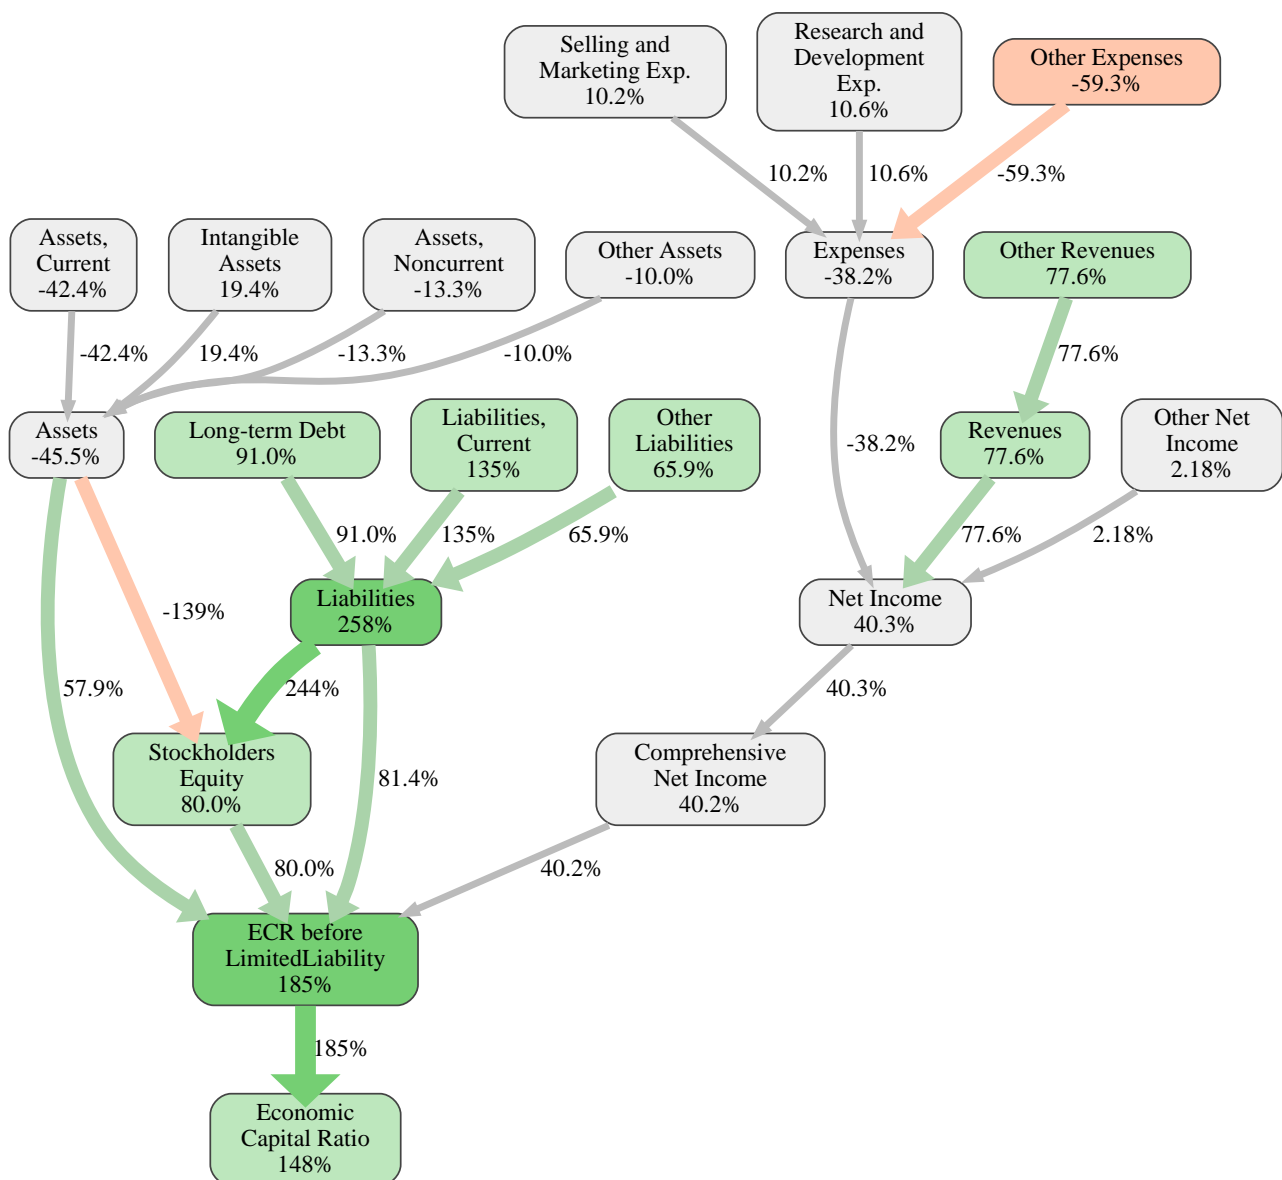 Selling and
Marketing Exp.
10.2%
Research and
Development
Exp.
10.6%
Other Expenses
-59.3%
10.2%
10.6%
-59.3%
Assets,
Current
-42.4%
Intangible
Assets
19.4%
Assets,
Noncurrent
-13.3%
Other Assets
-10.0%
Expenses
-38.2%
Other Revenues
77.6%
-42.4%
19.4%
-13.3%
-10.0%
77.6%
Assets
-45.5%
Long-term Debt
91.0%
Liabilities,
Current
135%
Other
Liabilities
65.9%
-38.2%
Revenues
77.6%
Other Net
Income
2.18%
91.0%
135%
65.9%
77.6%
2.18%
-139%
Liabilities
258%
Net Income
40.3%
57.9%
244%
40.3%
Stockholders
Equity
80.0%
81.4%
Comprehensive
Net Income
40.2%
80.0%
40.2%
ECR before
LimitedLiability
185%
185%
Economic
Capital Ratio
148%